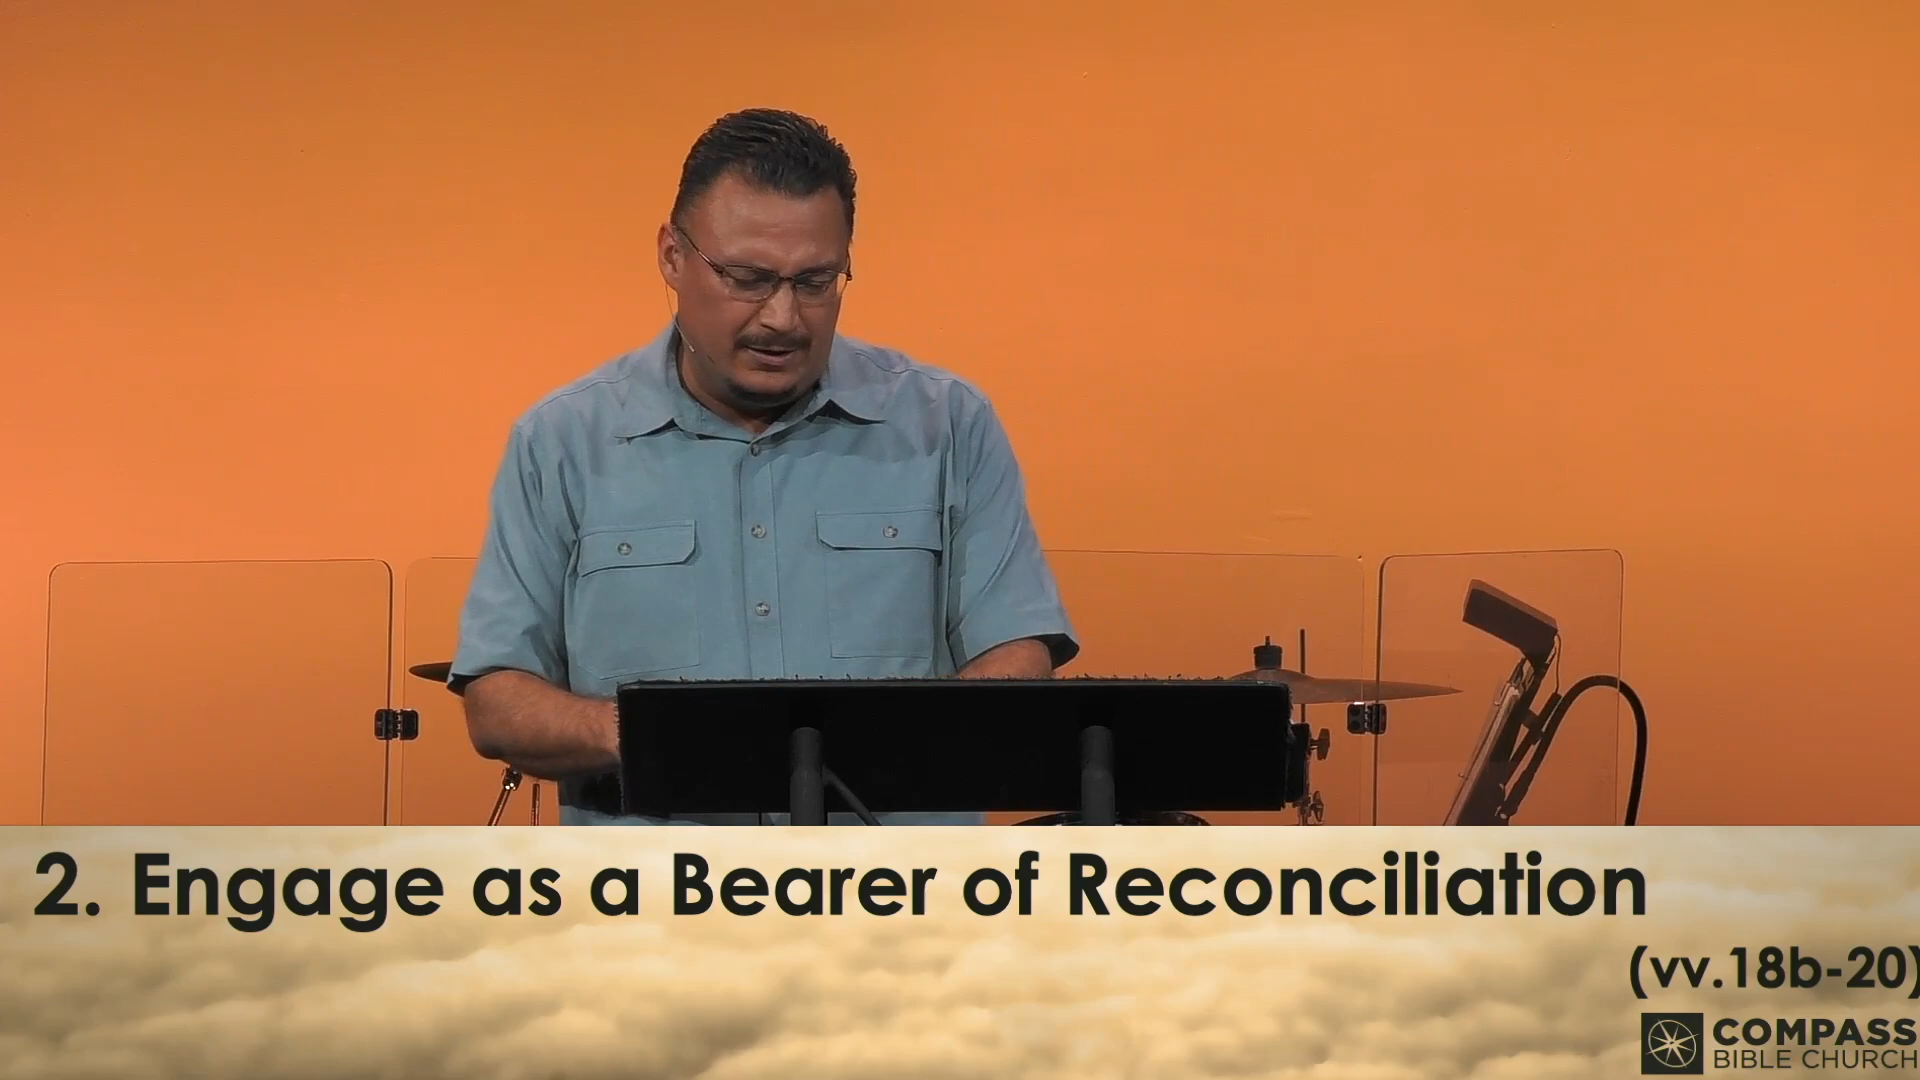 2. Engage as a Bearer of Reconciliation
(vv.18b-20)
COMPASS
BIBLE CHURCH